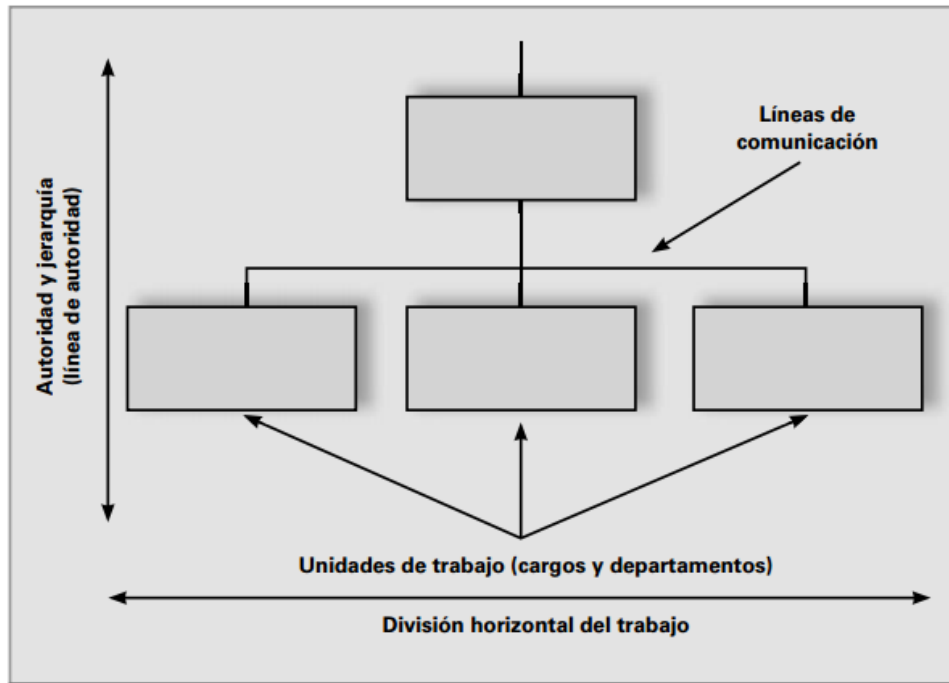 Líneas de
comunicación
Autoridad y jerarquía
(línea de autoridad)
Unidades de trabajo (cargos y departamentos)
División horizontal del trabajo